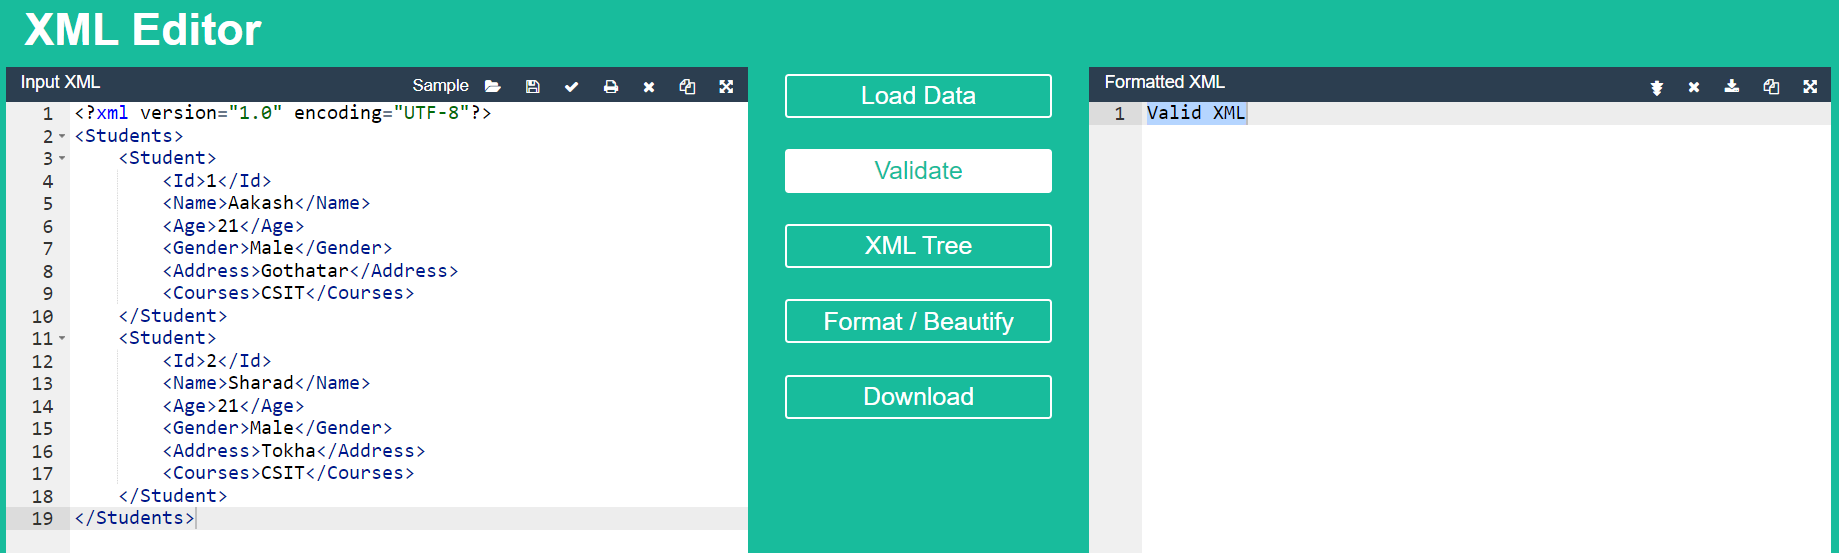 XML Editor
Input XML
Sample
1 <?xml version="1.0" encoding="UTF-8"?>
2 <Students>
3     <Student>
4         <Id>1</Id>
5         <Name>Aakash</Name>
6         <Age>21</Age>
7         <Gender>Male</Gender>
8         <Address>Gothatar</Address>
9         <Courses>CSIT</Courses>
10     </Student>
11     <Student>
12         <Id>2</Id>
13         <Name>Sharad</Name>
14         <Age>21</Age>
15         <Gender>Male</Gender>
16         <Address>Tokha</Address>
17         <Courses>CSIT</Courses>
18     </Student>
19 </Students>
Load Data
Validate
XML Tree
Format / Beautify
Download
Formatted XML
1 Valid XML